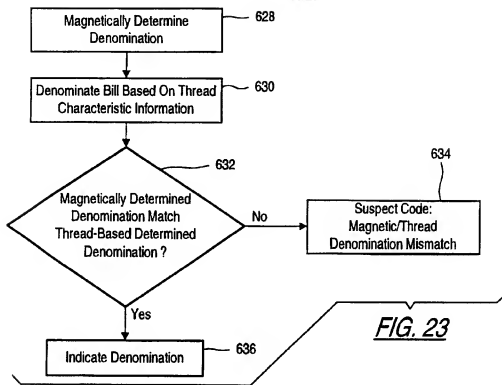 Magnetically Determine
Denomination
628
Denominate Bill Based On Thread
Characteristic Information
630
632
Magnetically Determined
Denomination Match
Thread-Based Determined
Denomination ?
No
634
Suspect Code:
Magnetic/Thread
Denomination Mismatch
Yes
Indicate Denomination
636
FIG. 23